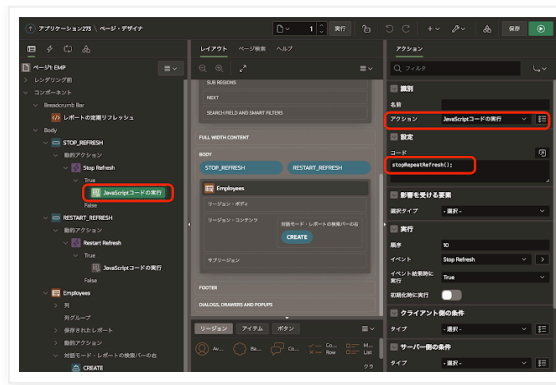 アプリケーション273 \ ページ・デザイナ
1
実行
保存
ページ1: EMP
レンダリング前
コンポーネント
Breadcrumb Bar
レポートの定期リフレッシュ
Body
STOP_REFRESH
動的アクション
Stop Refresh
True
JavaScriptコードの実行
False
RESTART_REFRESH
動的アクション
Restart Refresh
True
JavaScriptコードの実行
False
Employees
列
列グループ
保存されたレポート
動的アクション
対話モード・レポートの検索バーの右
CREATE
レイアウト ページ検索 ヘルプ
SUB REGIONS
NEXT
SEARCH FIELD AND SMART FILTERS
FULL WIDTH CONTENT
BODY
STOP_REFRESH RESTART_REFRESH
Employees
リージョン・ボディ
リージョン・コンテンツ
対話モード・レポートの検索バーの右
CREATE
サブリージョン
FOOTER
DIALOGS, DRAWERS AND POPUPS
リージョン アイテム ボタン
Av... Ba... Co... Co... M...
Row List
アクション
フィルタ
識別
名前
アクション JavaScriptコードの実行
設定
コード
stopRepeatRefresh();
影響を受ける要素
選択タイプ - 選択 -
実行
順序 10
イベント Stop Refresh
イベント結果時に実行 True
初期化時に実行
クライアント側の条件
タイプ - 選択 -
サーバー側の条件
タイプ - 選択 -